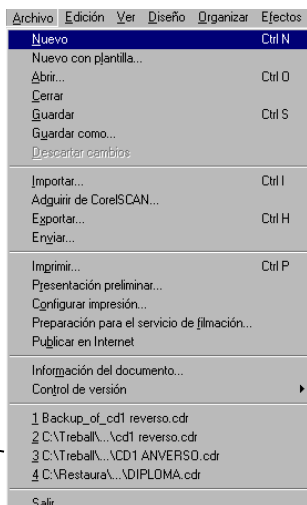 Archivo Edición Ver Diseño Organizar Efectos
Nuevo Ctrl N
Nuevo con plantilla...
Abrir... Ctrl O
Cerrar
Guardar Ctrl S
Guardar como...
Descartar cambios
Importar... Ctrl I
Adquirir de CorelSCAN...
Exportar... Ctrl H
Enviar...
Imprimir... Ctrl P
Presentación preliminar...
Configurar impresión...
Preparación para el servicio de filmación...
Publicar en Internet
Información del documento...
Control de versión
1 Backup_of_cd1 reverso.cdr
2 C:\Treball\...\cd1 reverso.cdr
3 C:\Treball\...\CD1 ANVERSO.cdr
4 C:\Restaura\...\DIPLOMA.cdr
Salir